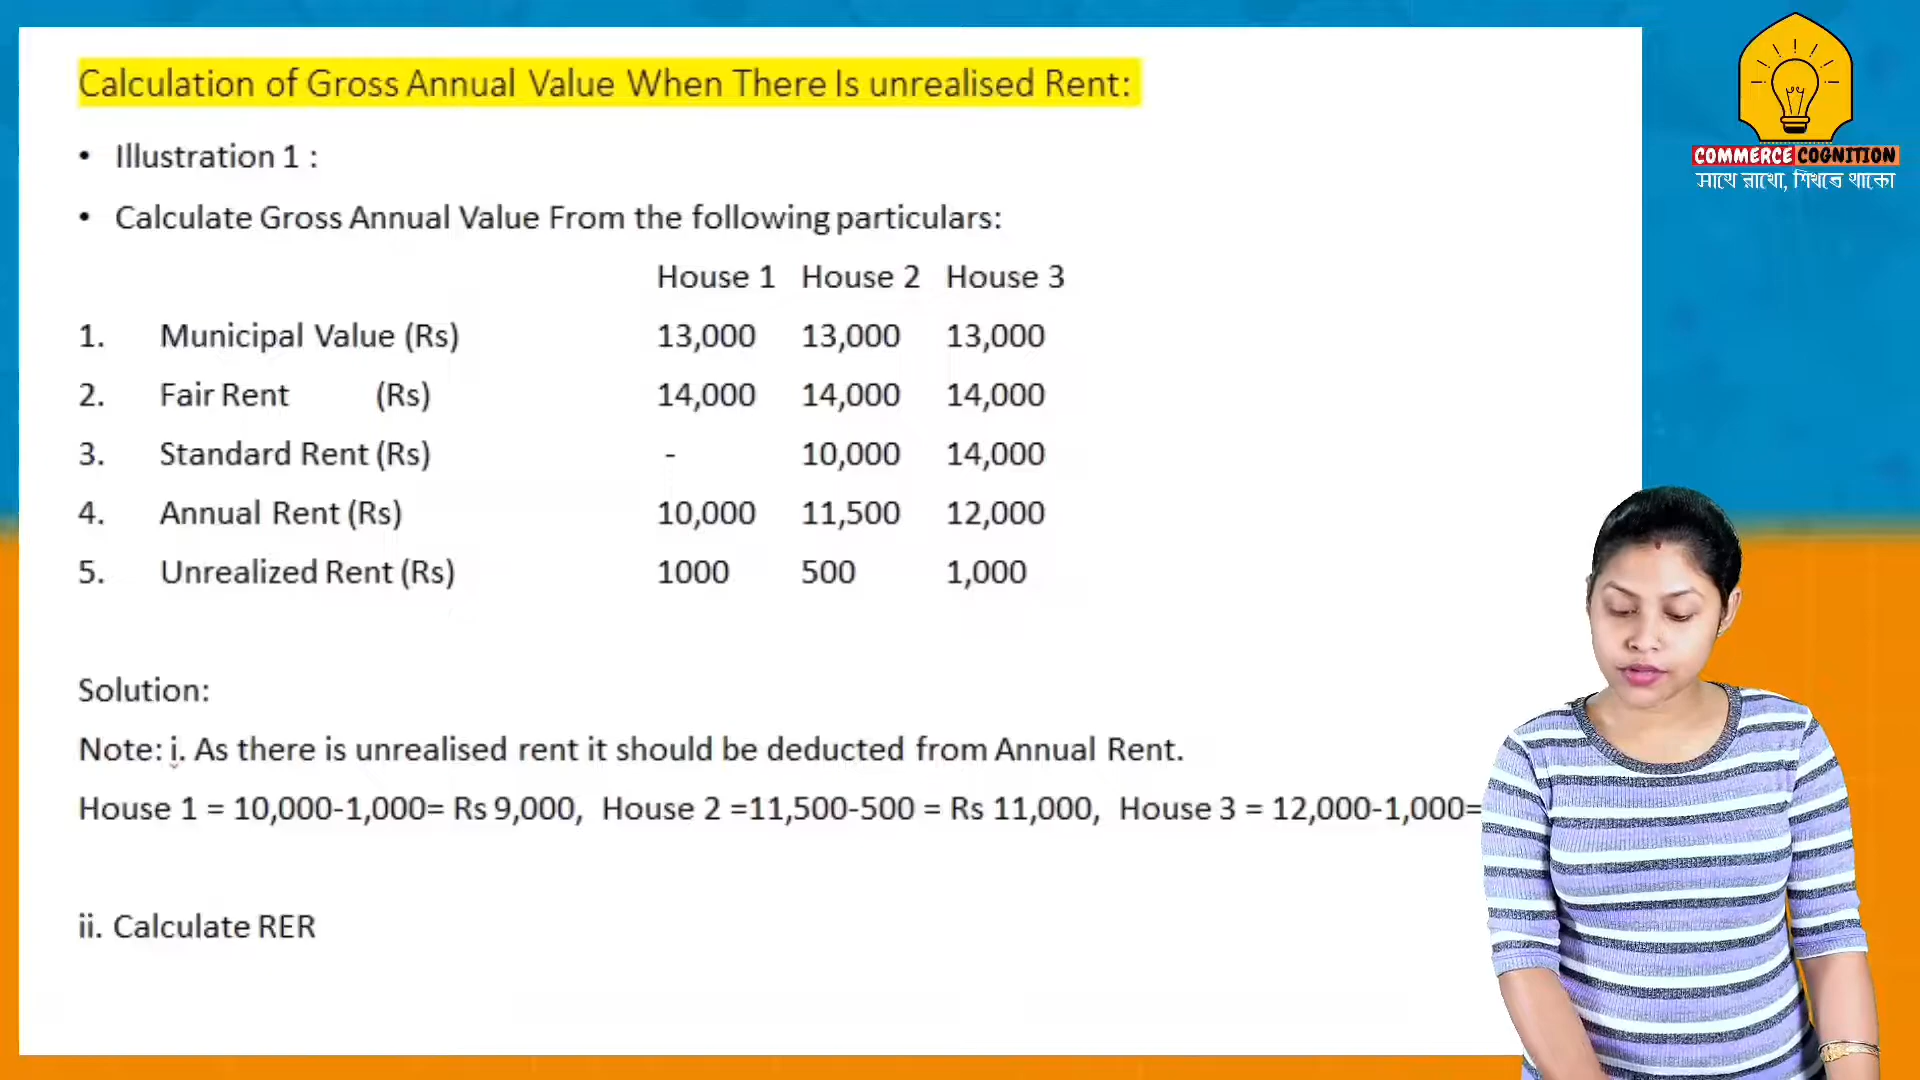 Calculation of Gross Annual Value When There Is unrealised Rent:
• Illustration 1 :
• Calculate Gross Annual Value From the following particulars:
House 1 House 2 House 3
1. Municipal Value (Rs) 13,000 13,000 13,000
2. Fair Rent (Rs) 14,000 14,000 14,000
3. Standard Rent (Rs) - 10,000 14,000
4. Annual Rent (Rs) 10,000 11,500 12,000
5. Unrealized Rent (Rs) 1000 500 1,000
Solution:
Note: i. As there is unrealised rent it should be deducted from Annual Rent.
House 1 = 10,000-1,000= Rs 9,000, House 2 =11,500-500 = Rs 11,000, House 3 = 12,000-1,000=
ii. Calculate RER
COMMERCE COGNITION
সাথে রাখো, শিখতে থাকো